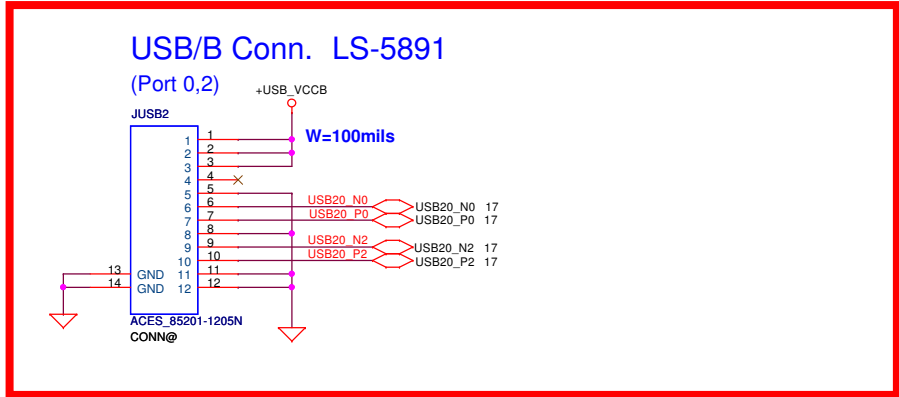 USB/B Conn. LS-5891
(Port 0,2)
+USB_VCCB
JUSB2
W=100mils
1 1
2 2
3 3
4 4
5 5
6 6 USB20_N0 USB20_N0 17
7 7 USB20_P0 USB20_P0 17
8 8
9 9 USB20_N2 USB20_N2 17
10 10 USB20_P2 USB20_P2 17
13 GND 11 11
14 GND 12 12
ACES_85201-1205N
CONN@